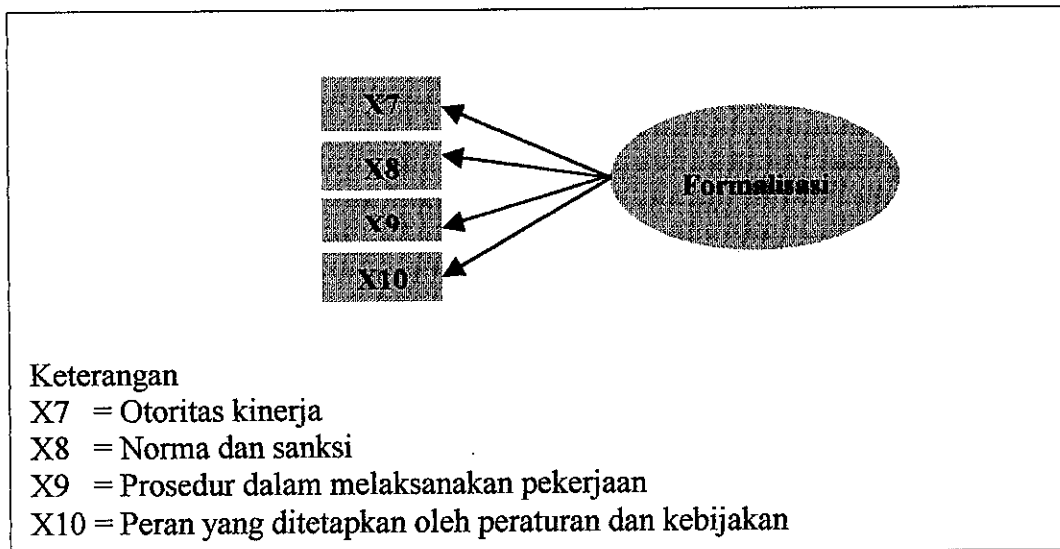 X7
X8
Formalisasi
X9
X10
Keterangan
X7 = Otoritas kinerja
X8 = Norma dan sanksi
X9 = Prosedur dalam melaksanakan pekerjaan
X10 = Peran yang ditetapkan oleh peraturan dan kebijakan